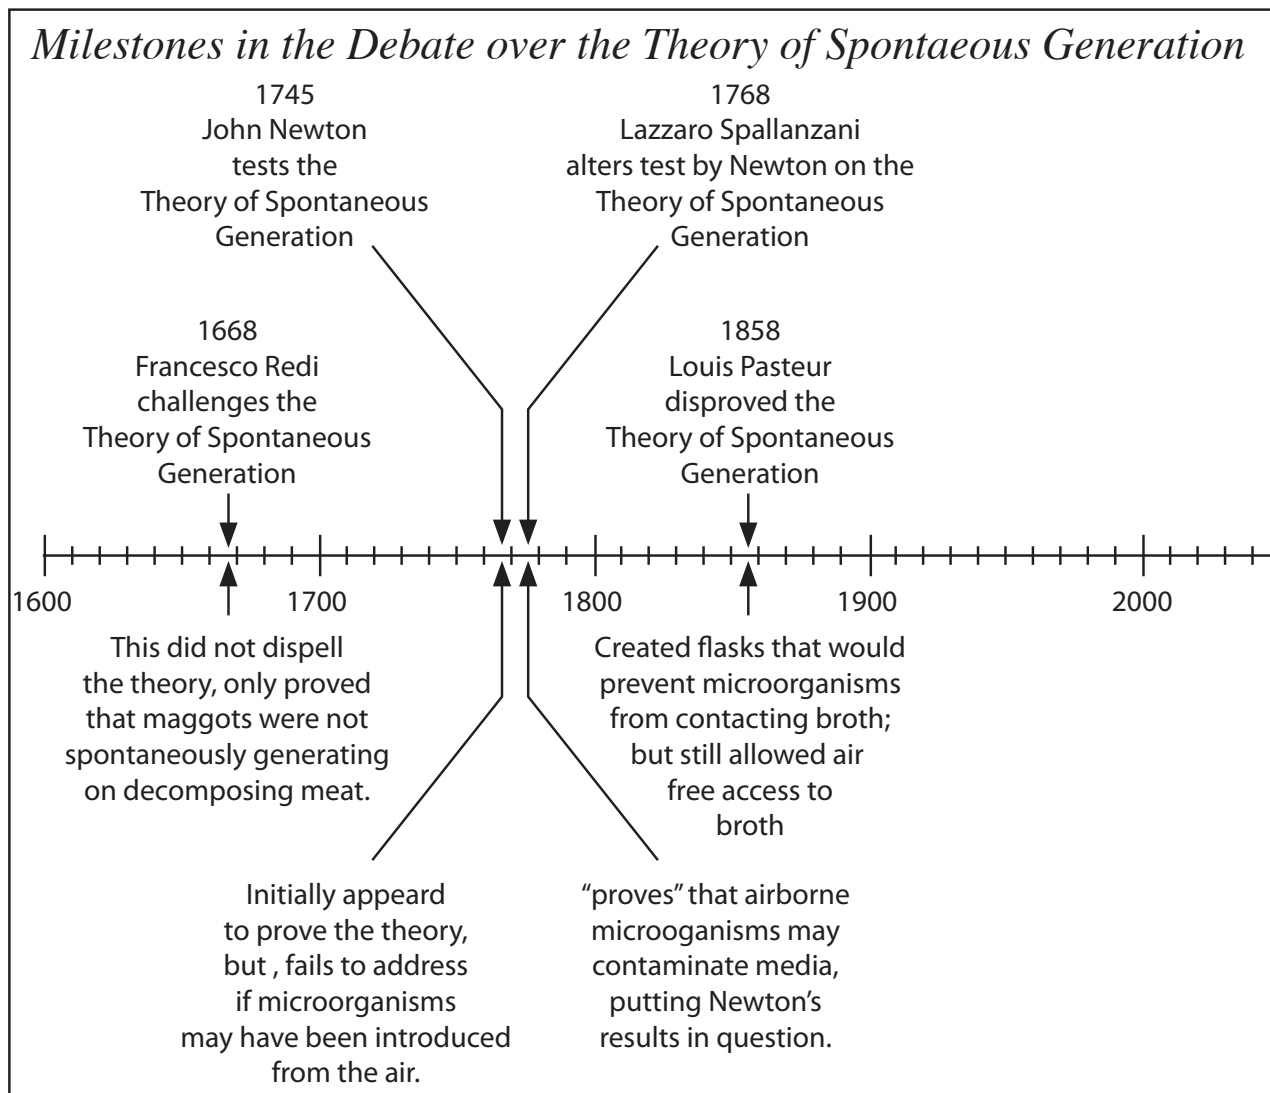 Milestones in the Debate over the Theory of Spontaeous Generation
1745
John Newton
tests the
Theory of Spontaneous
Generation
1768
Lazzaro Spallanzani
alters test by Newton on the
Theory of Spontaneous
Generation
1668
Francesco Redi
challenges the
Theory of Spontaneous
Generation
1858
Louis Pasteur
disproved the
Theory of Spontaneous
Generation
1600
1700
1800
1900
2000
This did not dispell
the theory, only proved
that maggots were not
spontaneously generating
on decomposing meat.
Created flasks that would
prevent microorganisms
from contacting broth;
but still allowed air
free access to
broth
Initially appeard
to prove the theory,
but , fails to address
if microorganisms
may have been introduced
from the air.
“proves” that airborne
microoganisms may
contaminate media,
putting Newton’s
results in question.